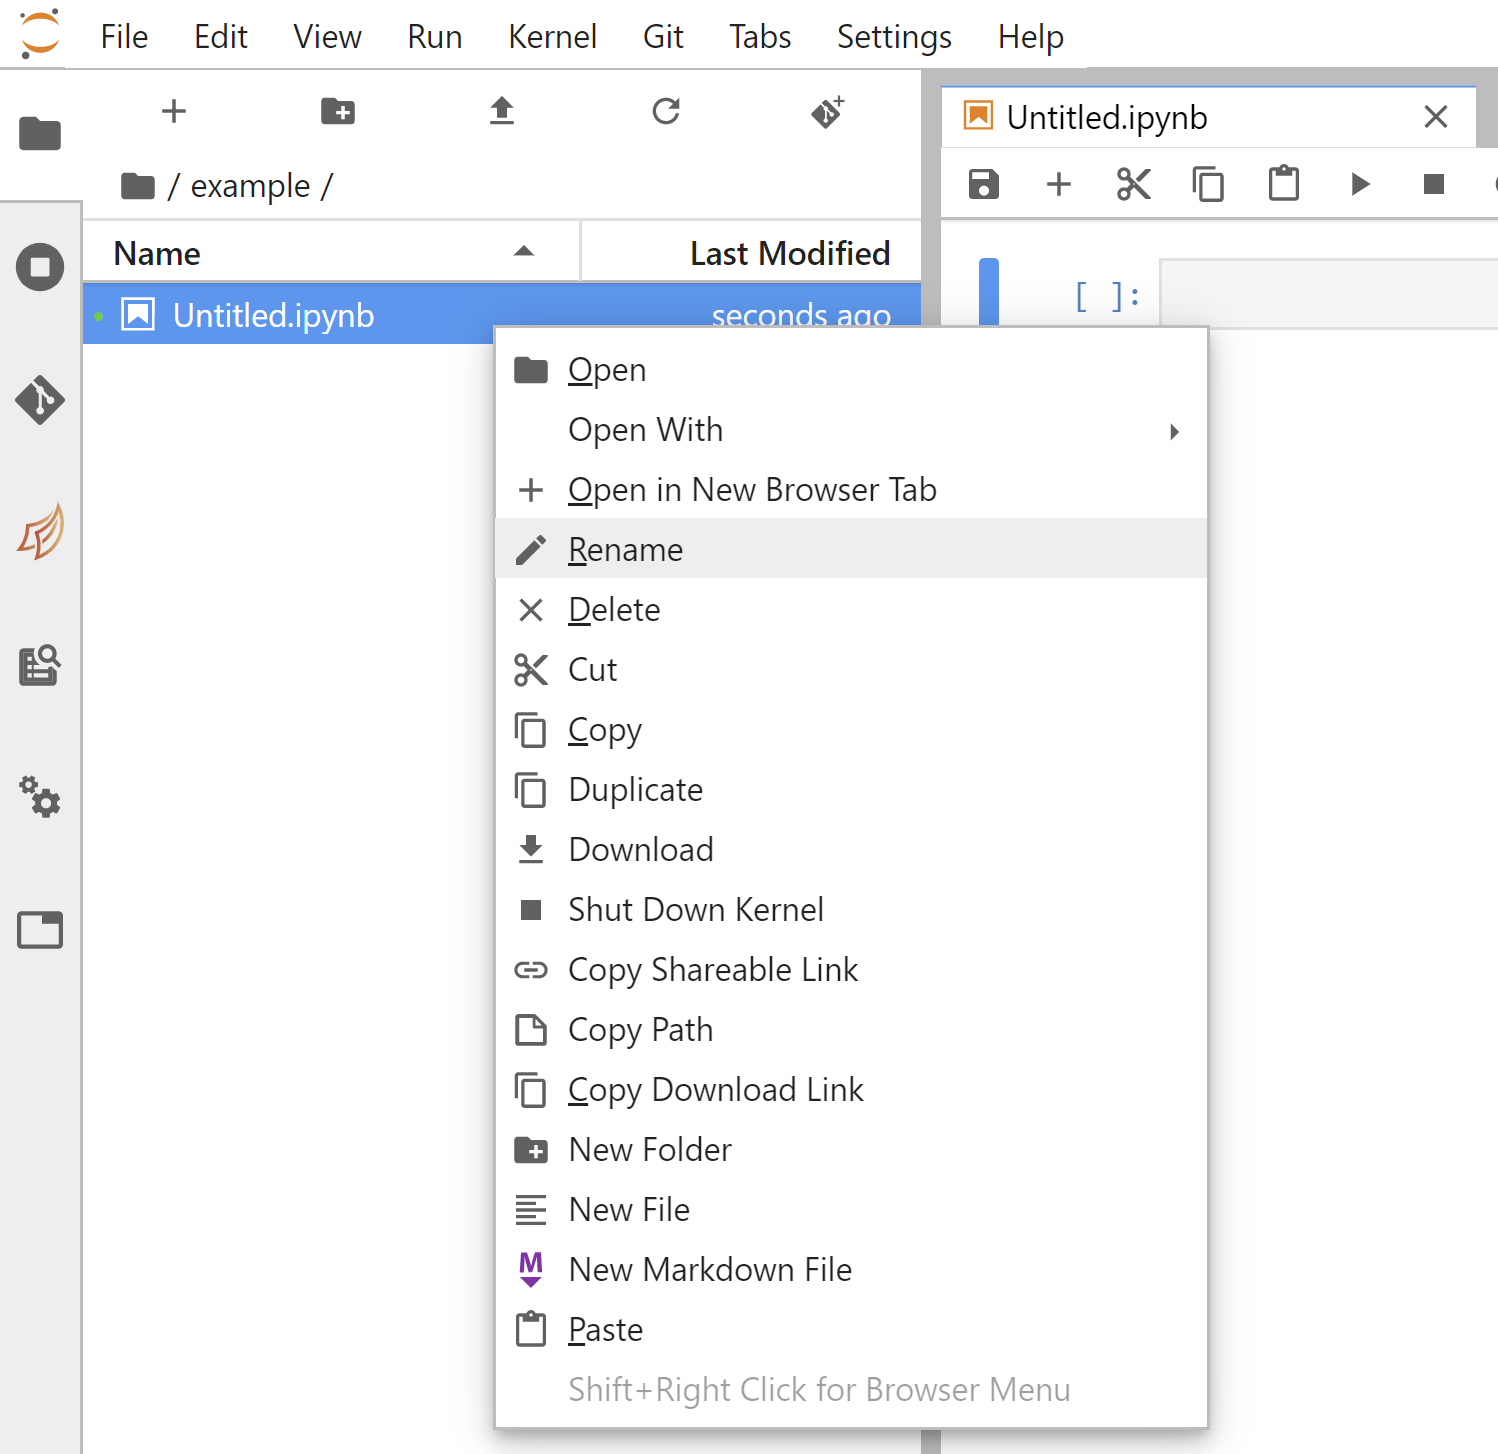 File Edit View Run Kernel Git Tabs Settings Help
Untitled.ipynb
/ example /
Name Last Modified
Untitled.ipynb seconds ago
[ ]:
Open
Open With
Open in New Browser Tab
Rename
Delete
Cut
Copy
Duplicate
Download
Shut Down Kernel
Copy Shareable Link
Copy Path
Copy Download Link
New Folder
New File
M New Markdown File
Paste
Shift+Right Click for Browser Menu